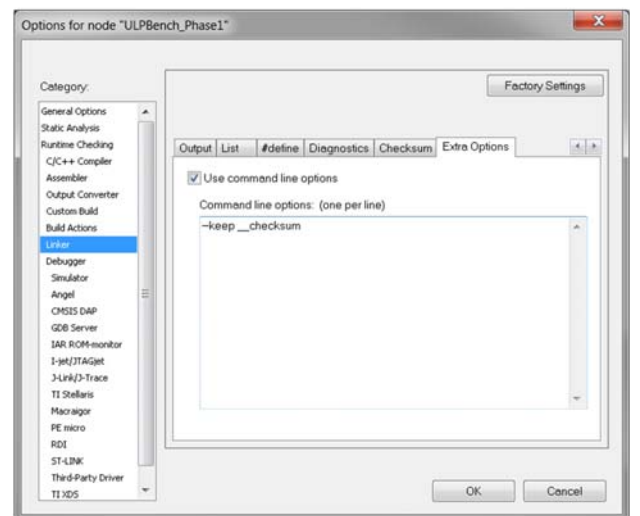 Options for node "ULPBench_Phase1"
Category:
Factory Settings
General Options
Static Analysis
Runtime Checking
C/C++ Compiler
Assembler
Output Converter
Custom Build
Build Actions
Linker
Debugger
Simulator
Angel
CMSIS DAP
GDB Server
IAR ROM-monitor
I-jet/JTAGjet
J-Link/J-Trace
TI Stellaris
Macraigor
PE micro
RDI
ST-LINK
Third-Party Driver
TI XDS
Output List #define Diagnostics Checksum Extra Options
Use command line options
Command line options: (one per line)
--keep __checksum
OK Cancel